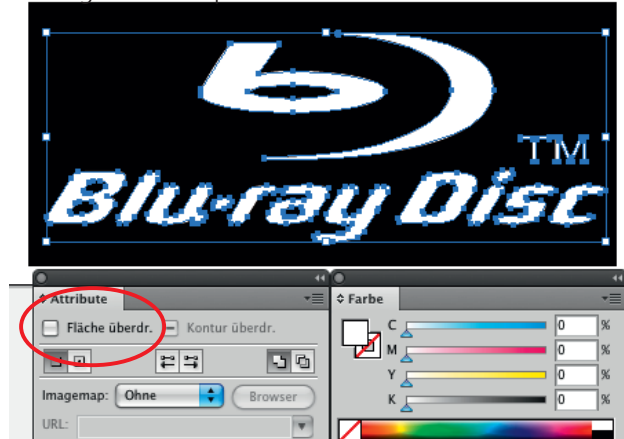 TM
Blu-ray Disc
Attribute
Farbe
Fläche überdr.
Kontur überdr.
C 0 %
M 0 %
Y 0 %
K 0 %
Imagemap: Ohne Browser
URL: